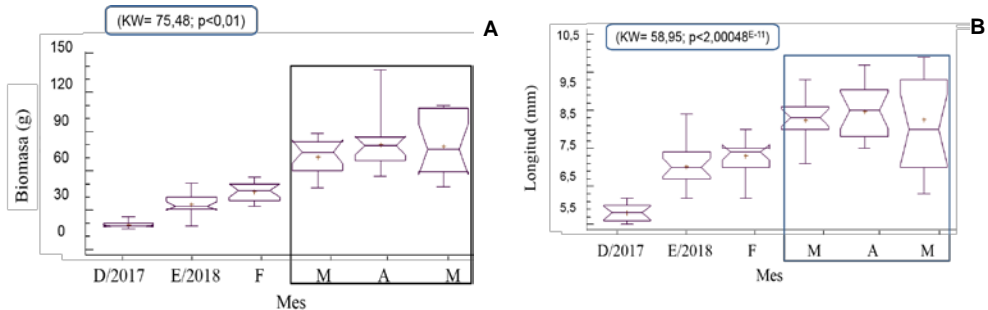 (KW= 75,48; p<0,01)
A
150
120
90
60
30
0
Biomasa (g)
D/2017 E/2018 F M A M
Mes
B
(KW= 58,95; p<2,00048E-11)
10,5
9,5
8,5
7,5
6,5
5,5
Longitud (mm)
D/2017 E/2018 F M A M
Mes